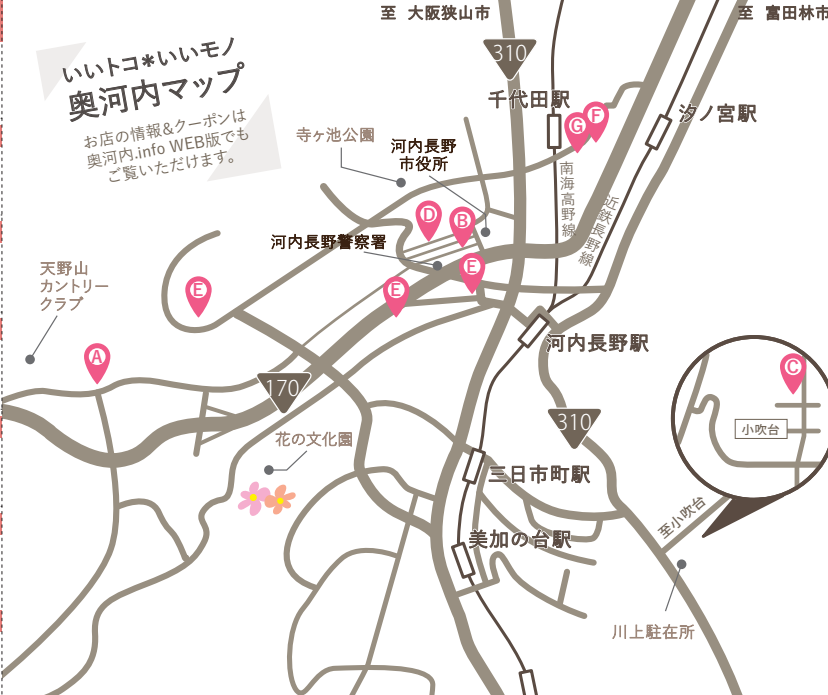 至 大阪狭山市
至 富田林市
310
いいトコ*いいモノ
奥河内マップ
お店の情報&クーポンは
奥河内.info WEB版でも
ご覧いただけます。
千代田駅
汐ノ宮駅
G
F
寺ヶ池公園
河内長野
市役所
南海高野線
近鉄長野線
D
B
河内長野警察署
E
E
E
天野山
カントリー
クラブ
A
河内長野駅
C
小吹台
170
310
花の文化園
三日市町駅
至小吹台
美加の台駅
川上駐在所